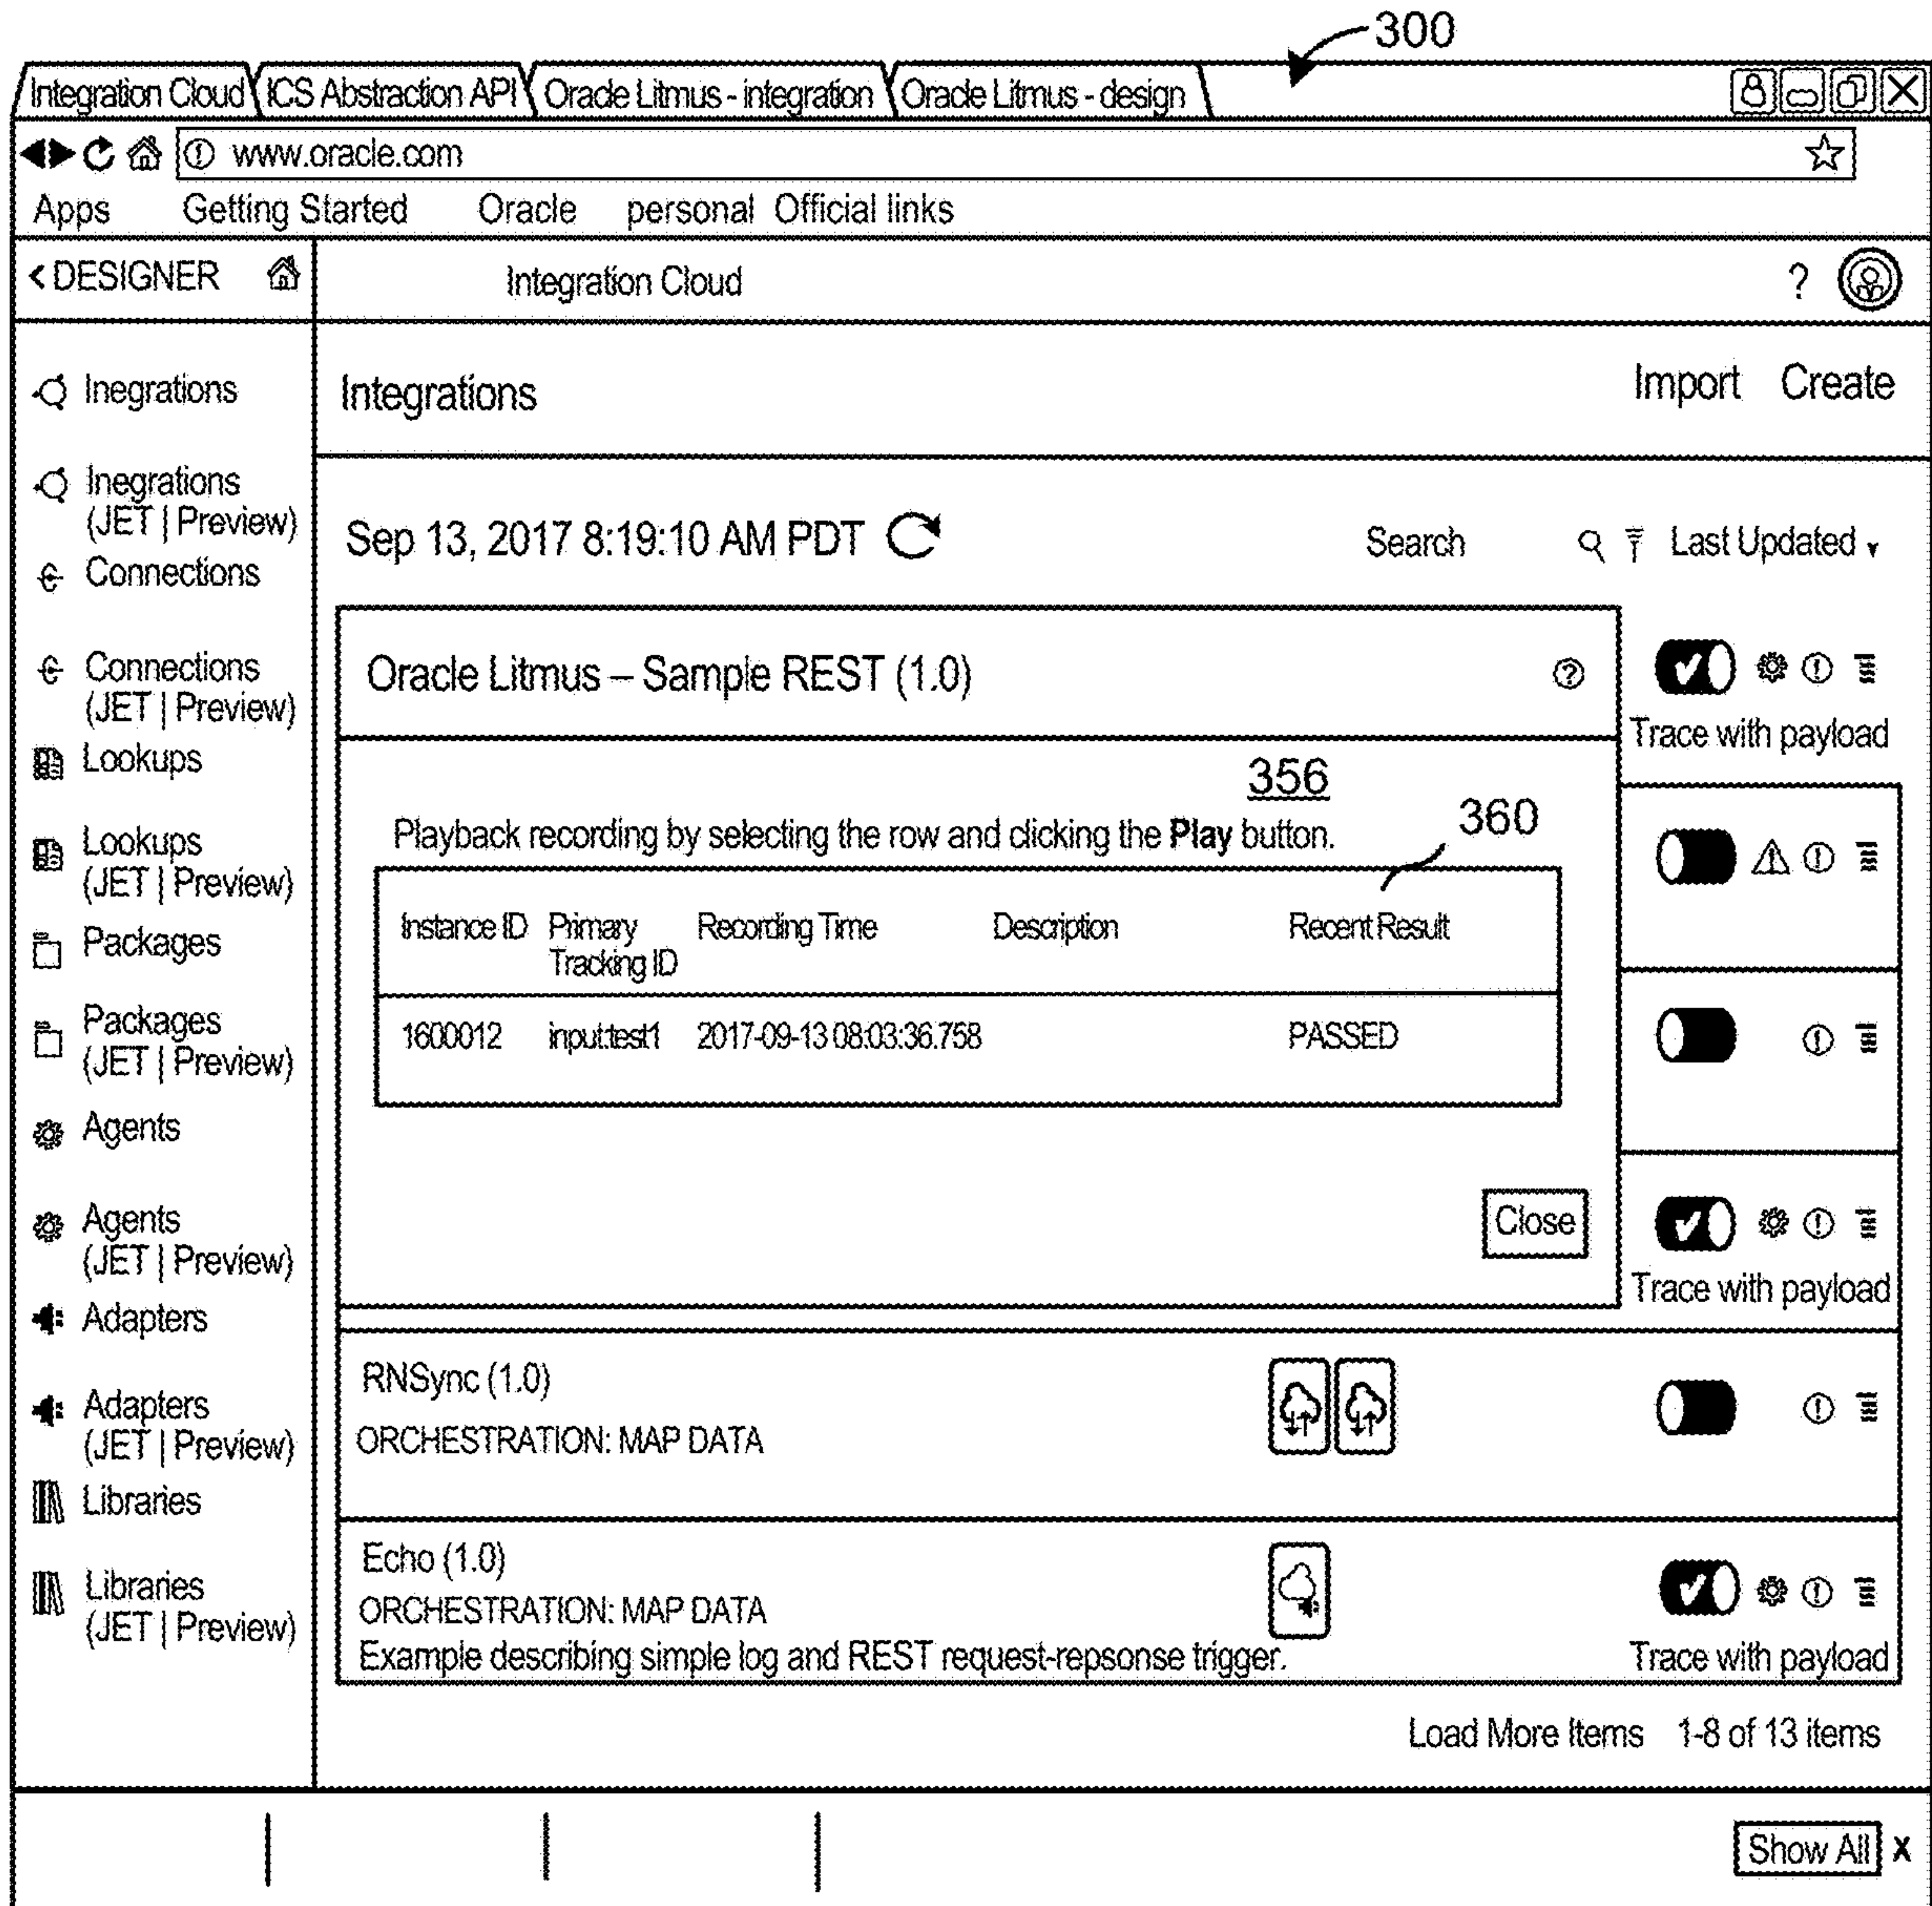 300
Integration Cloud ICS Abstraction API Oracle Litmus - integration Oracle Litmus - design
www.oracle.com
Apps Getting Started Oracle personal Official links
< DESIGNER Integration Cloud ?
Inegrations
Inegrations
(JET | Preview)
Connections
Connections
(JET | Preview)
Lookups
Lookups
(JET | Preview)
Packages
Packages
(JET | Preview)
Agents
Agents
(JET | Preview)
Adapters
Adapters
(JET | Preview)
Libraries
Libraries
(JET | Preview)
Integrations Import Create
Sep 13, 2017 8:19:10 AM PDT Search Last Updated
Oracle Litmus – Sample REST (1.0) ?
Trace with payload
356
360
Playback recording by selecting the row and clicking the Play button.
Instance ID Primary Recording Time Description Recent Result
Tracking ID
1600012 input:test1 2017-09-13 08:03:36.758 PASSED
Close
Trace with payload
RNSync (1.0)
ORCHESTRATION: MAP DATA
Echo (1.0)
ORCHESTRATION: MAP DATA
Example describing simple log and REST request-repsonse trigger. Trace with payload
Load More Items 1-8 of 13 items
Show All X